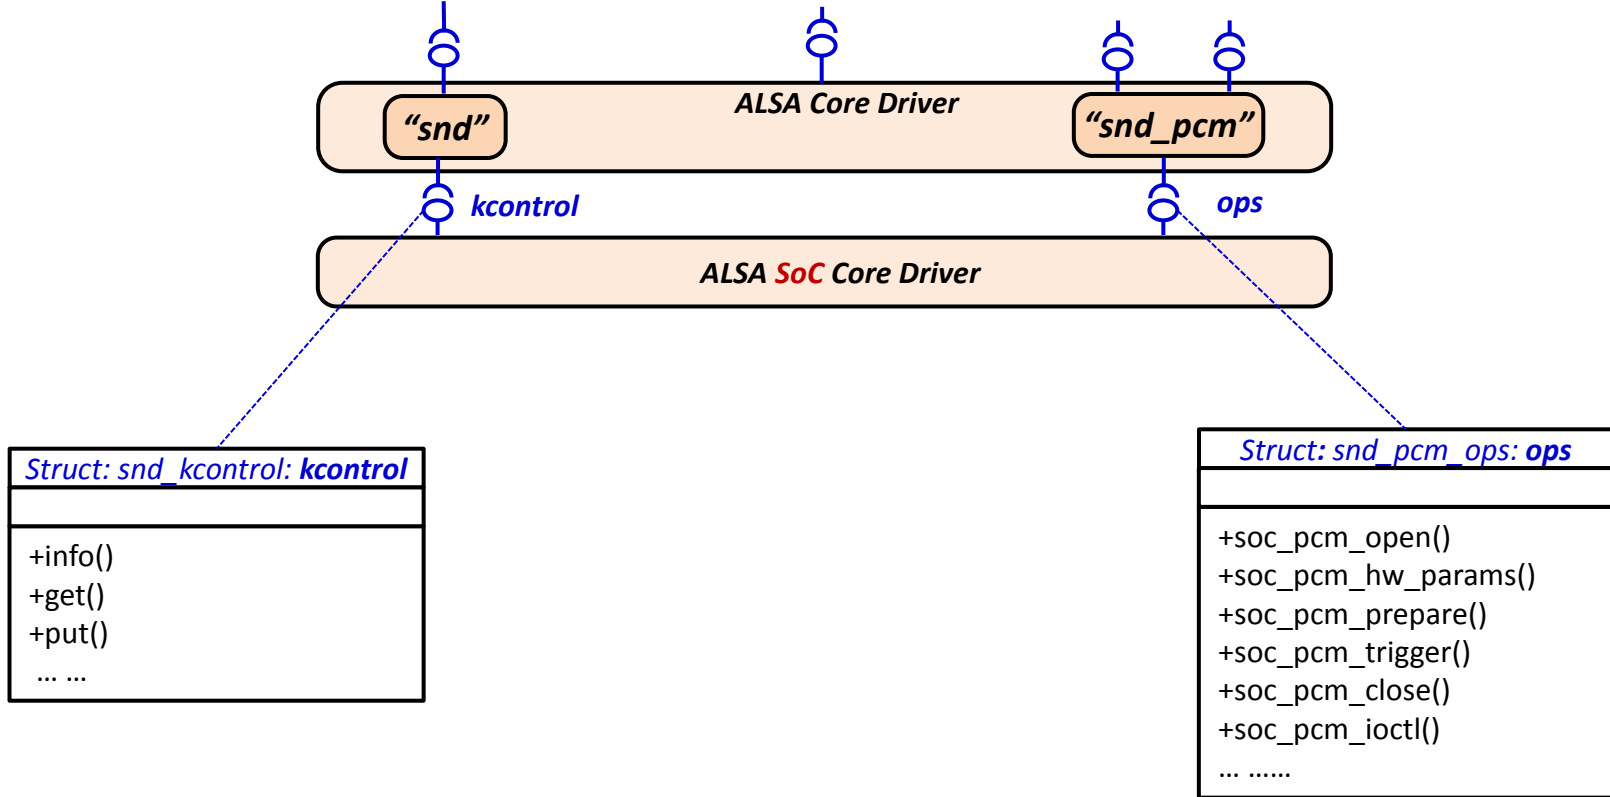 ALSA Core Driver
“snd”
“snd_pcm”
kcontrol
ops
ALSA SoC Core Driver
Struct: snd_kcontrol: kcontrol
+info()
+get()
+put()
... ...
Struct: snd_pcm_ops: ops
+soc_pcm_open()
+soc_pcm_hw_params()
+soc_pcm_prepare()
+soc_pcm_trigger()
+soc_pcm_close()
+soc_pcm_ioctl()
... ......